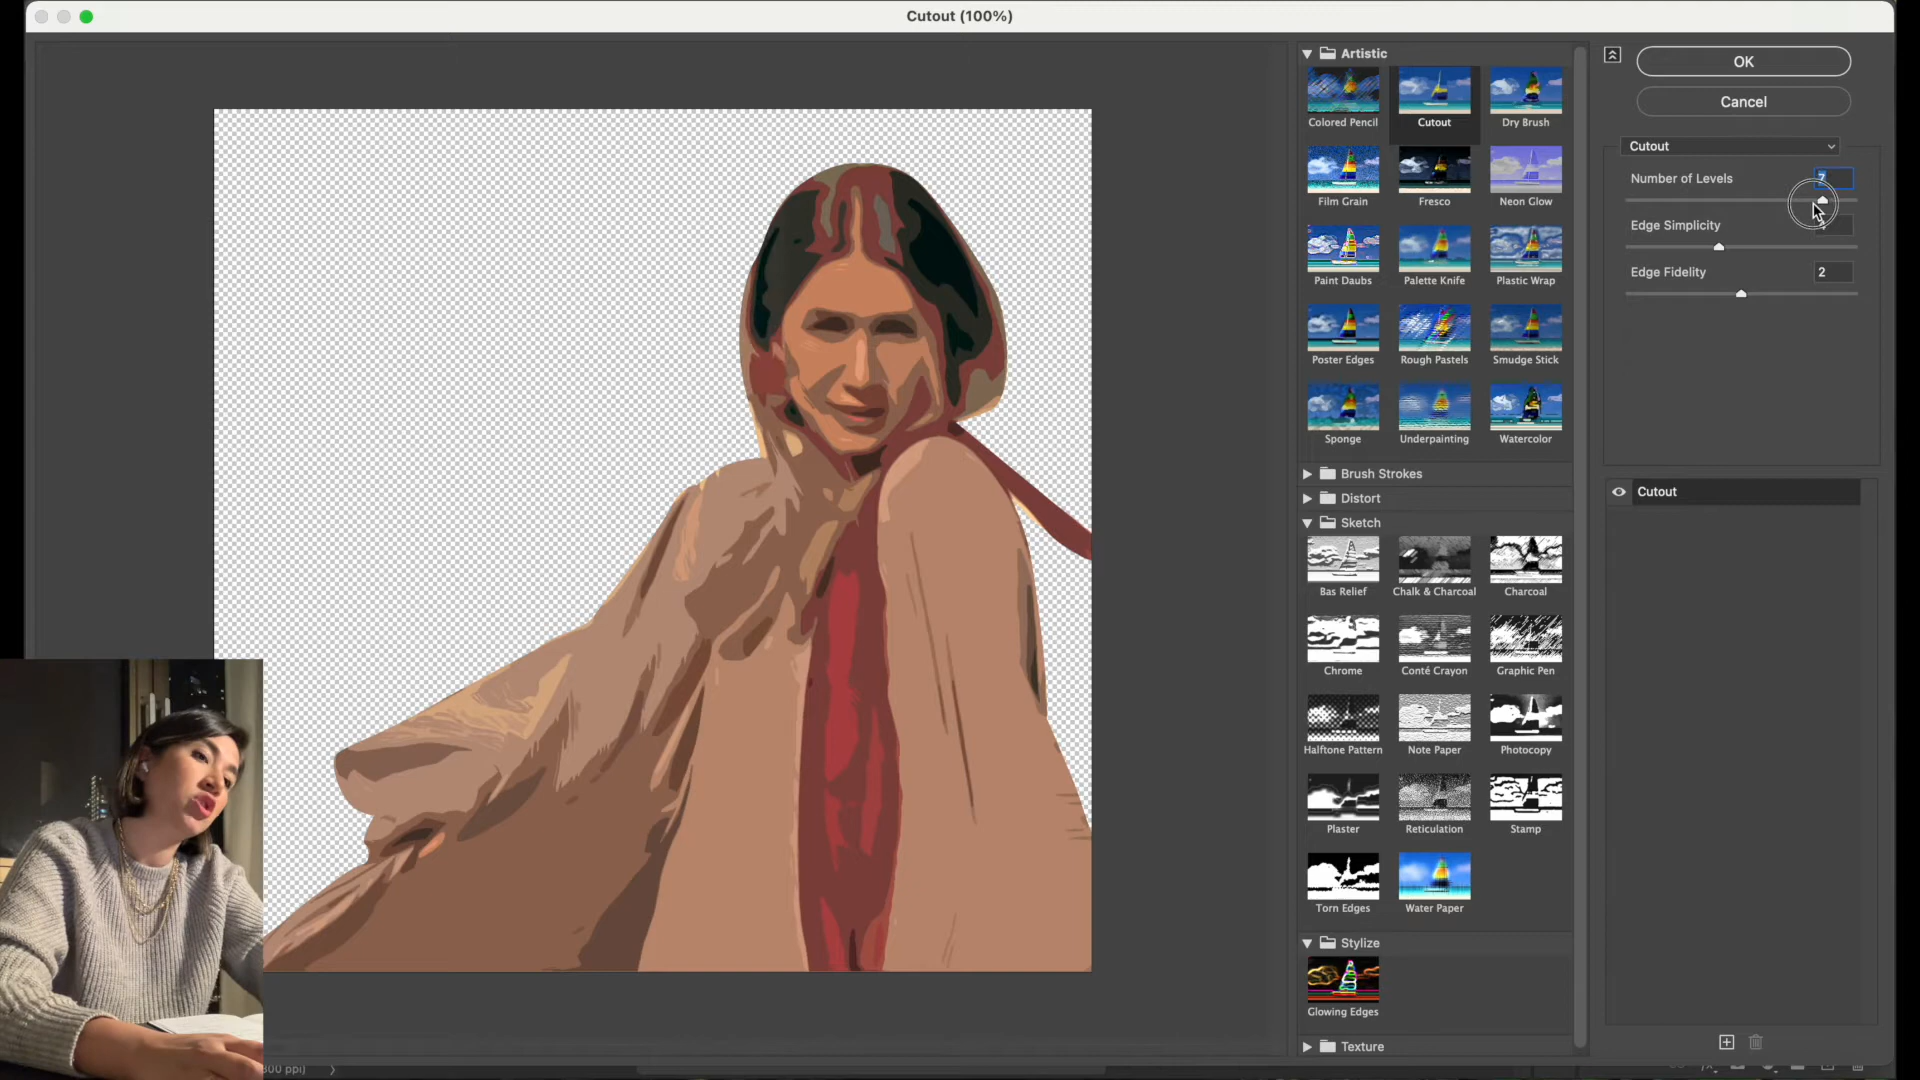 Cutout (100%)
Artistic
Colored Pencil
Cutout
Dry Brush
Film Grain
Fresco
Neon Glow
Paint Daubs
Palette Knife
Plastic Wrap
Poster Edges
Rough Pastels
Smudge Stick
Sponge
Underpainting
Watercolor
Brush Strokes
Distort
Sketch
Bas Relief
Chalk & Charcoal
Charcoal
Chrome
Conté Crayon
Graphic Pen
Halftone Pattern
Note Paper
Photocopy
Plaster
Reticulation
Stamp
Torn Edges
Water Paper
Stylize
Glowing Edges
Texture
OK
Cancel
Cutout
Number of Levels
7
Edge Simplicity
Edge Fidelity
2
Cutout
ppi)